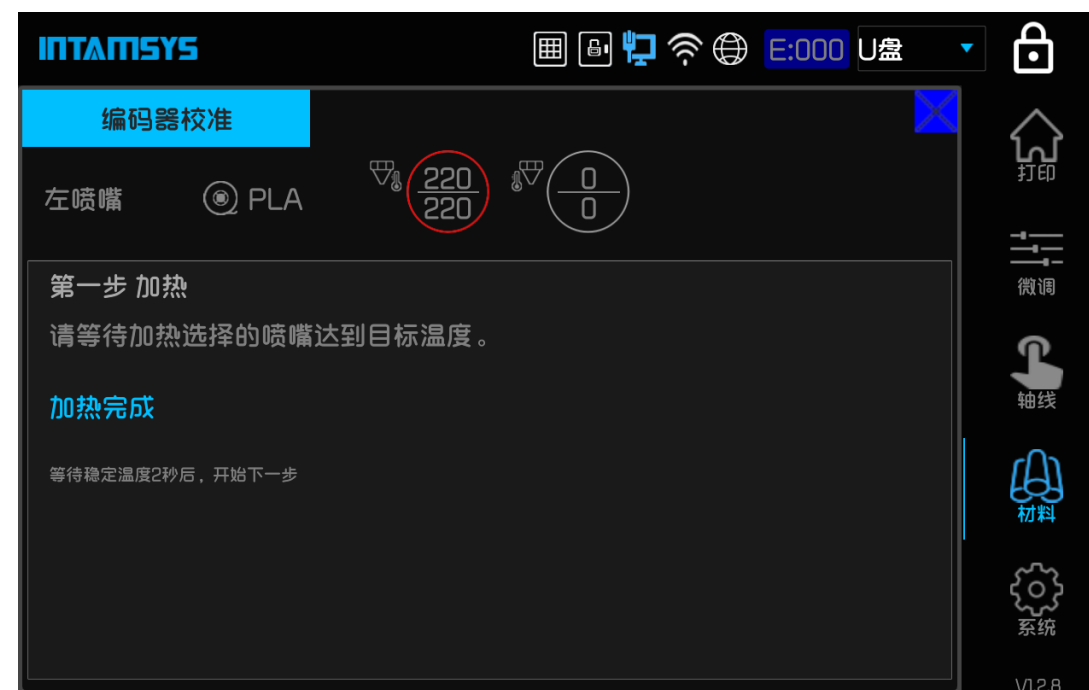 INTAMSYS
E:000 U盘
编码器校准
打印
左喷嘴 PLA 220 220 0 0
第一步 加热
微调
请等待加热选择的喷嘴达到目标温度。
轴线
加热完成
等待稳定温度2秒后，开始下一步
材料
系统
V1.2.8